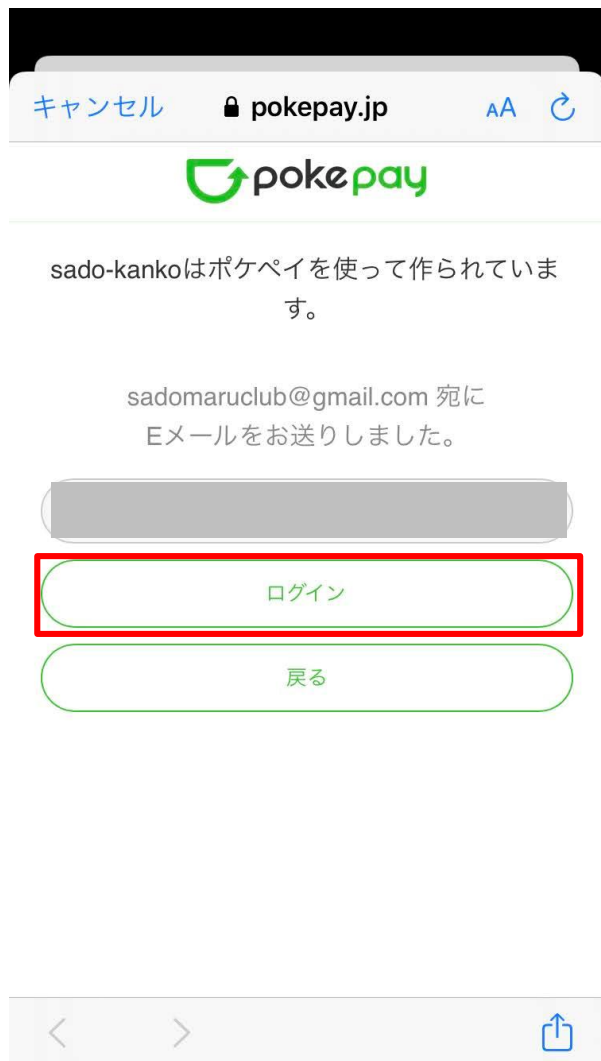 キャンセル pokepay.jp AA
pokepay
sado-kankoはポケペイを使って作られていま
す。
sadomaruclub@gmail.com 宛に
Eメールをお送りしました。
ログイン
戻る